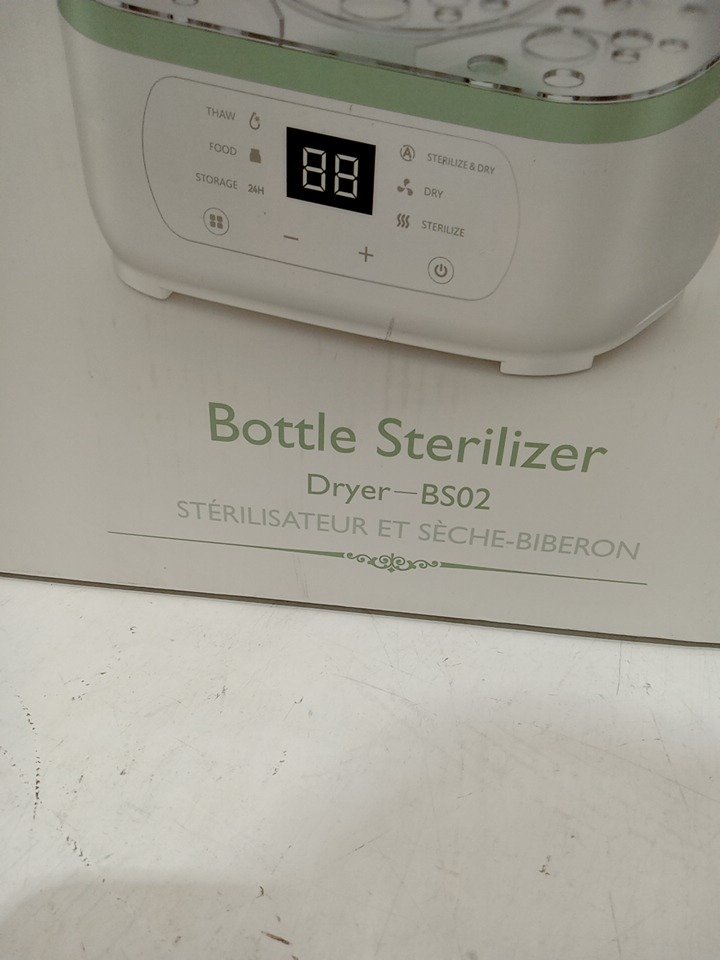 THAW
FOOD
STORAGE 24H
88
A STERILIZE & DRY
DRY
STERILIZE
− +
Bottle Sterilizer
Dryer—BS02
STÉRILISATEUR ET SÈCHE-BIBERON